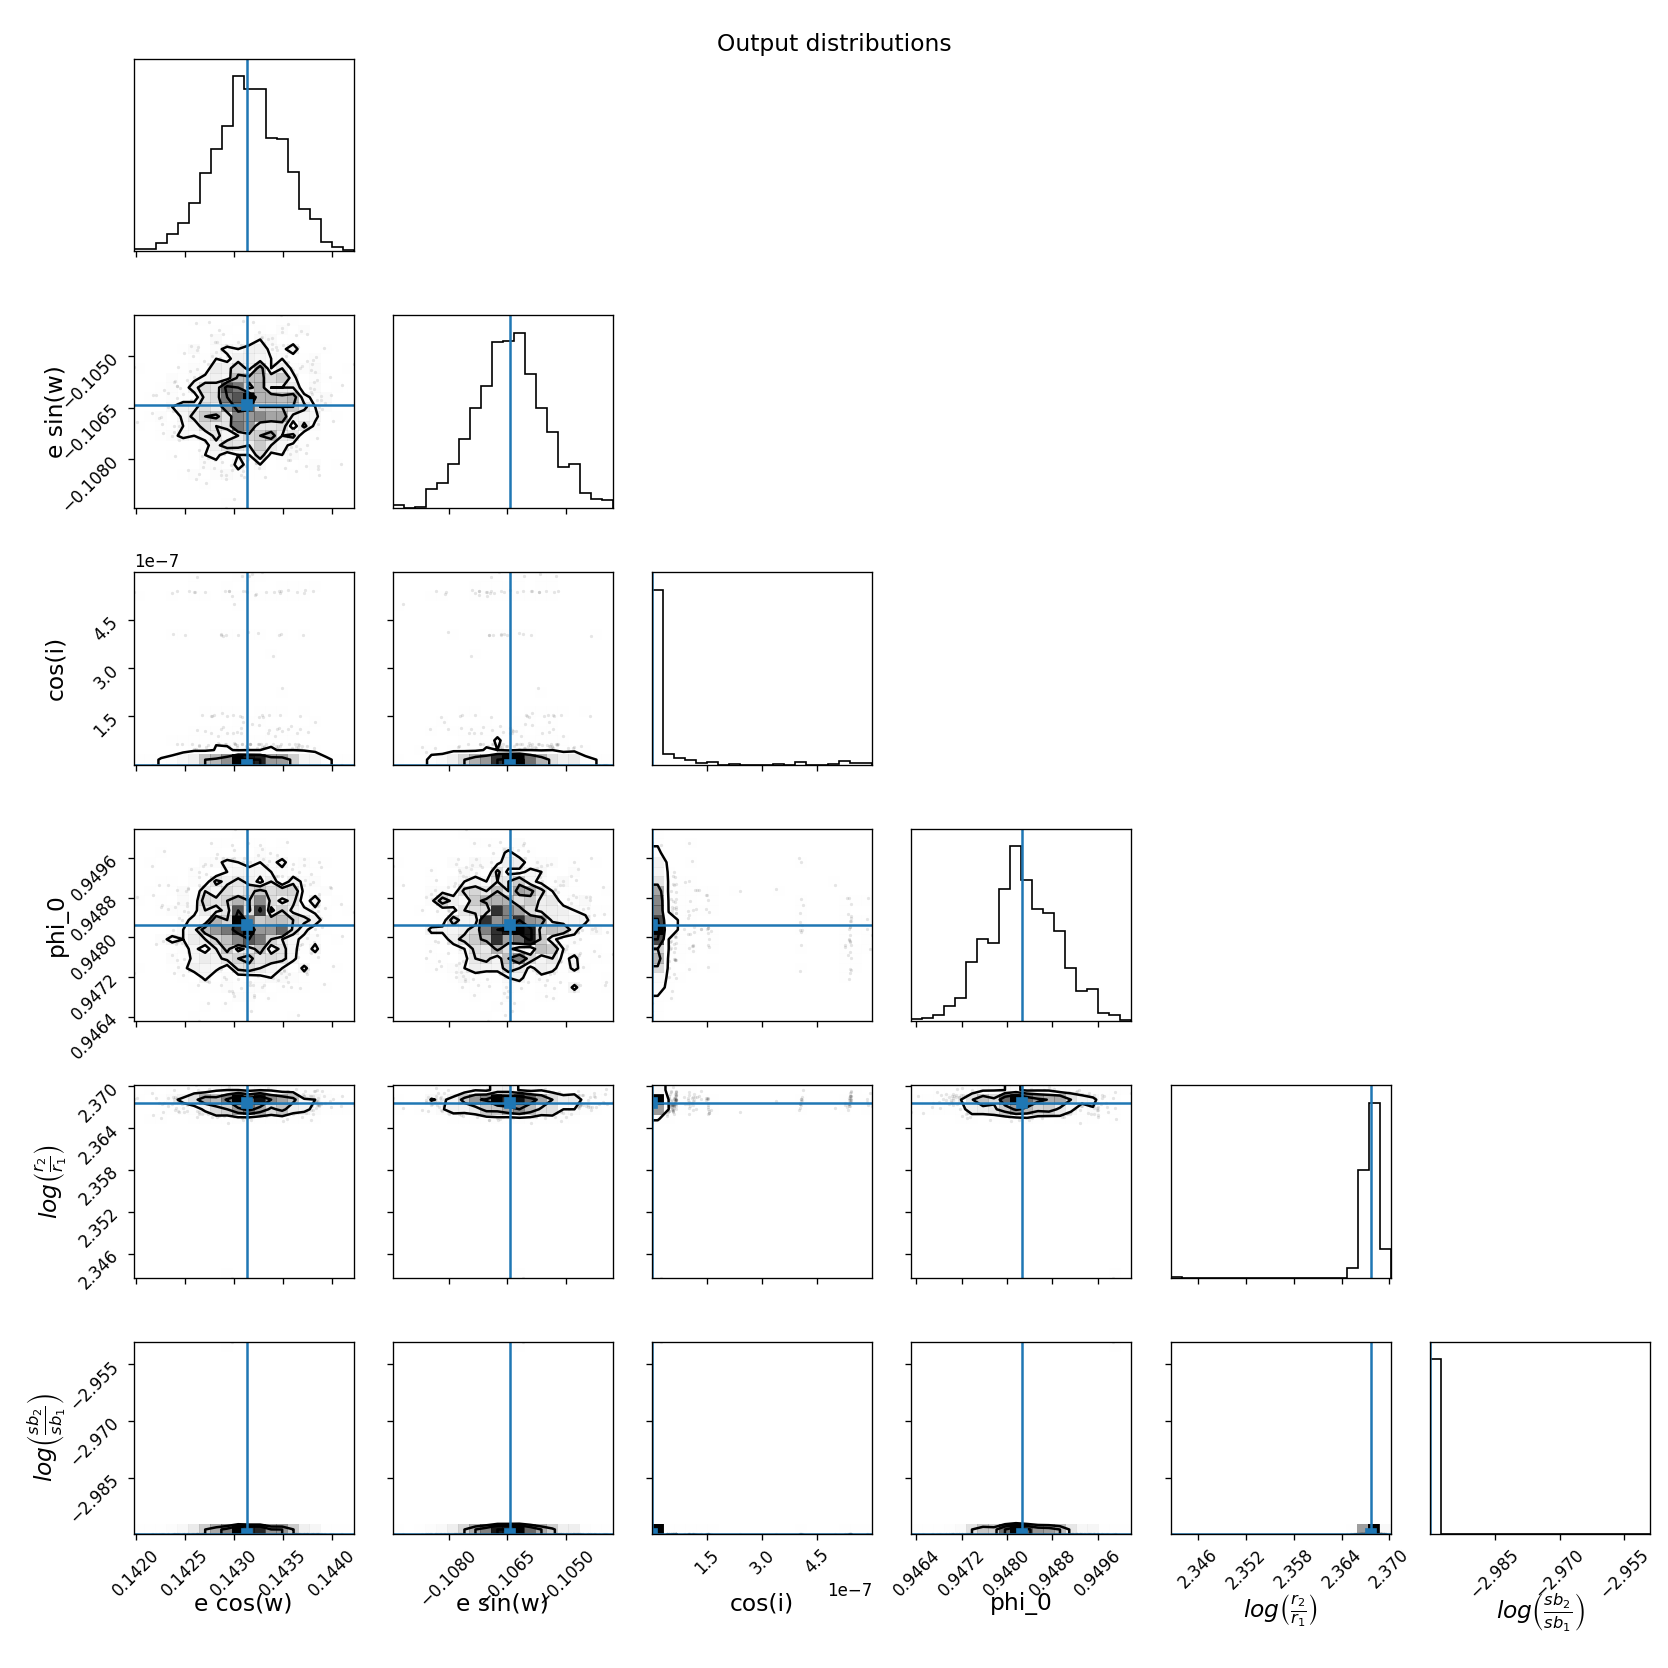 Output distributions
e sin(w)
−0.1050
−0.1065
−0.1080
1e−7
cos(i)
4.5
3.0
1.5
phi_0
0.9496
0.9488
0.9480
0.9472
0.9464
log(r₂/r₁)
2.370
2.364
2.358
2.352
2.346
log(sb₂/sb₁)
−2.955
−2.970
−2.985
0.1420 0.1425 0.1430 0.1435 0.1440
e cos(w)
−0.1080 −0.1065 −0.1050
e sin(w)
1.5 3.0 4.5
1e−7
cos(i)
0.9464 0.9472 0.9480 0.9488 0.9496
phi_0
2.346 2.352 2.358 2.364 2.370
log(r₂/r₁)
−2.985 −2.970 −2.955
log(sb₂/sb₁)